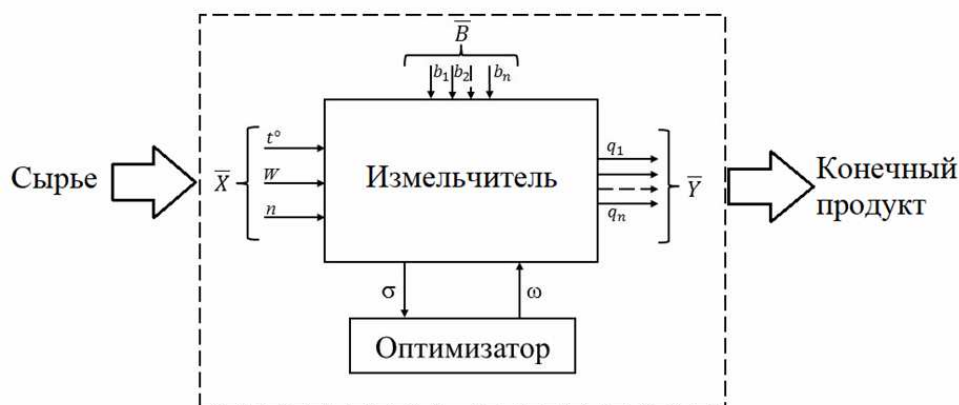 B̅
b₁ b₂ bₙ
t°
X̅
W
n
Сырье
Измельчитель
q₁
qₙ
Y̅
Конечный
продукт
σ
ω
Оптимизатор